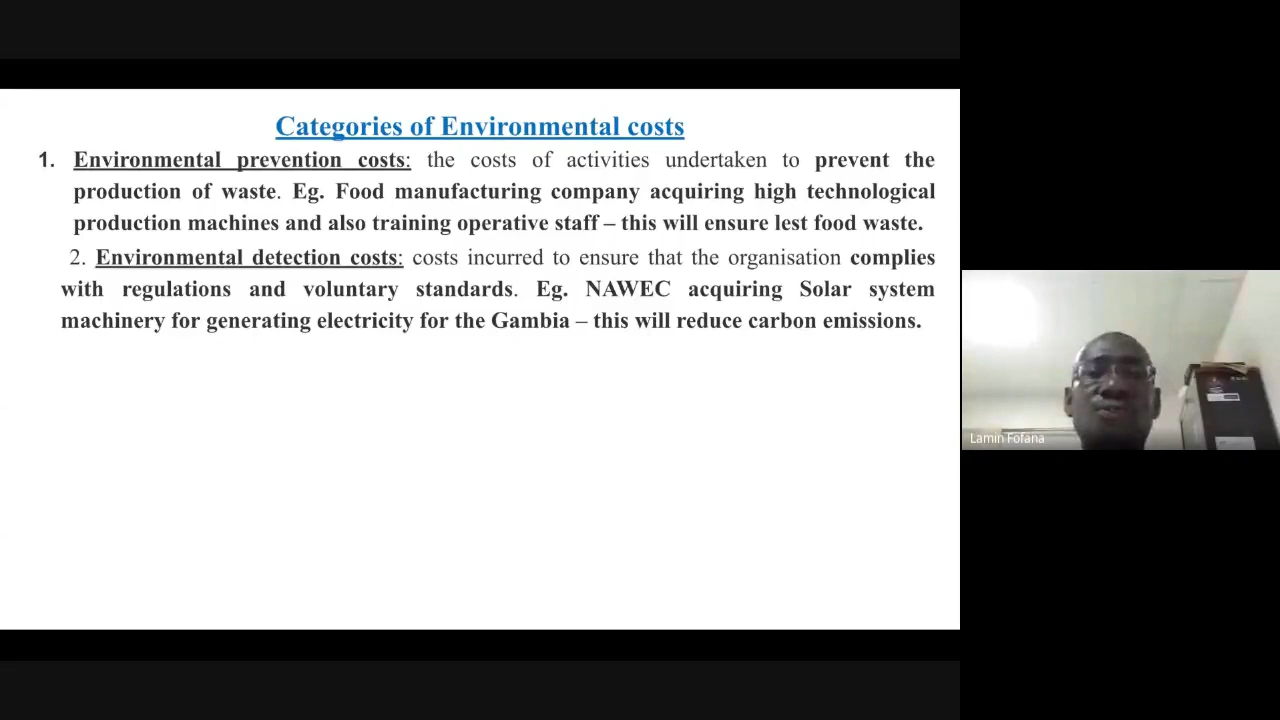 Categories of Environmental costs
1. Environmental prevention costs: the costs of activities undertaken to prevent the
production of waste. Eg. Food manufacturing company acquiring high technological
production machines and also training operative staff – this will ensure lest food waste.
2. Environmental detection costs: costs incurred to ensure that the organisation complies
with regulations and voluntary standards. Eg. NAWEC acquiring Solar system
machinery for generating electricity for the Gambia – this will reduce carbon emissions.
Lamin Fofana